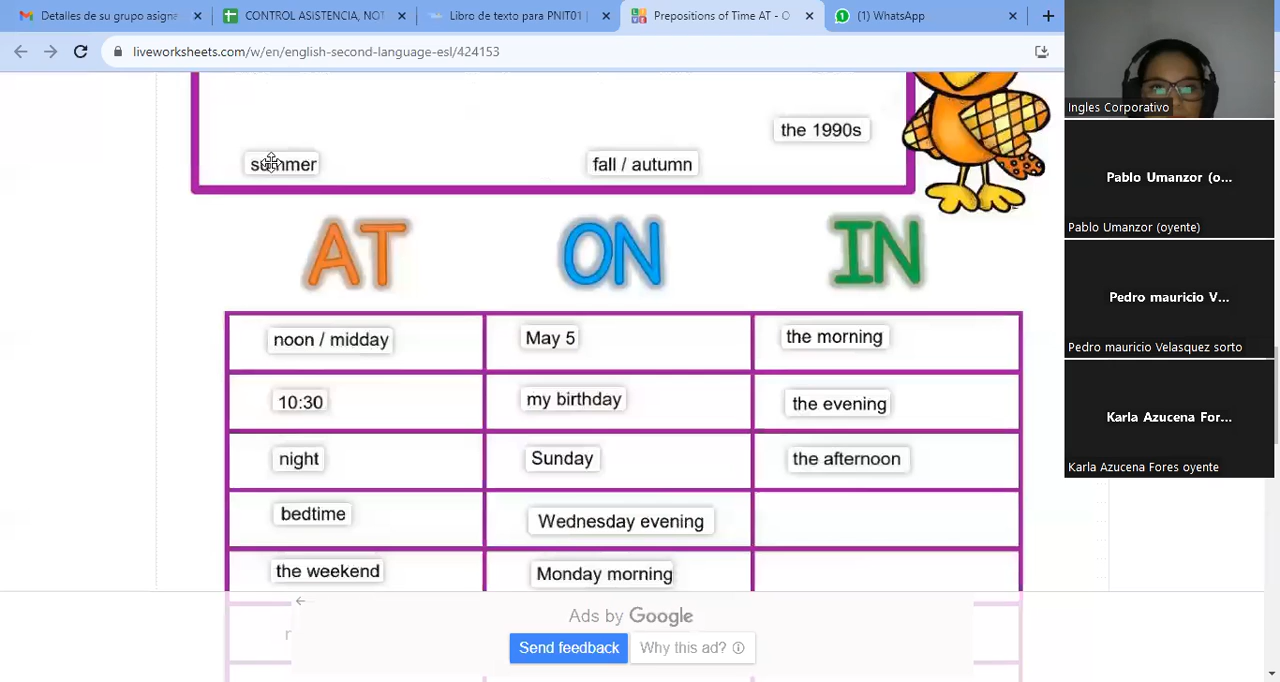 Detalles de su grupo asigna
CONTROL ASISTENCIA, NOT
Libro de texto para PNIT01 |
Prepositions of Time AT - O
(1) WhatsApp
liveworksheets.com/w/en/english-second-language-esl/424153
the 1990s
summer
fall / autumn
AT ON IN
noon / midday May 5 the morning
10:30 my birthday the evening
night Sunday the afternoon
bedtime Wednesday evening
the weekend Monday morning
Ads by Google
Send feedback Why this ad?
Ingles Corporativo
Pablo Umanzor (o...
Pablo Umanzor (oyente)
Pedro mauricio V...
Pedro mauricio Velasquez sorto
Karla Azucena For...
Karla Azucena Fores oyente